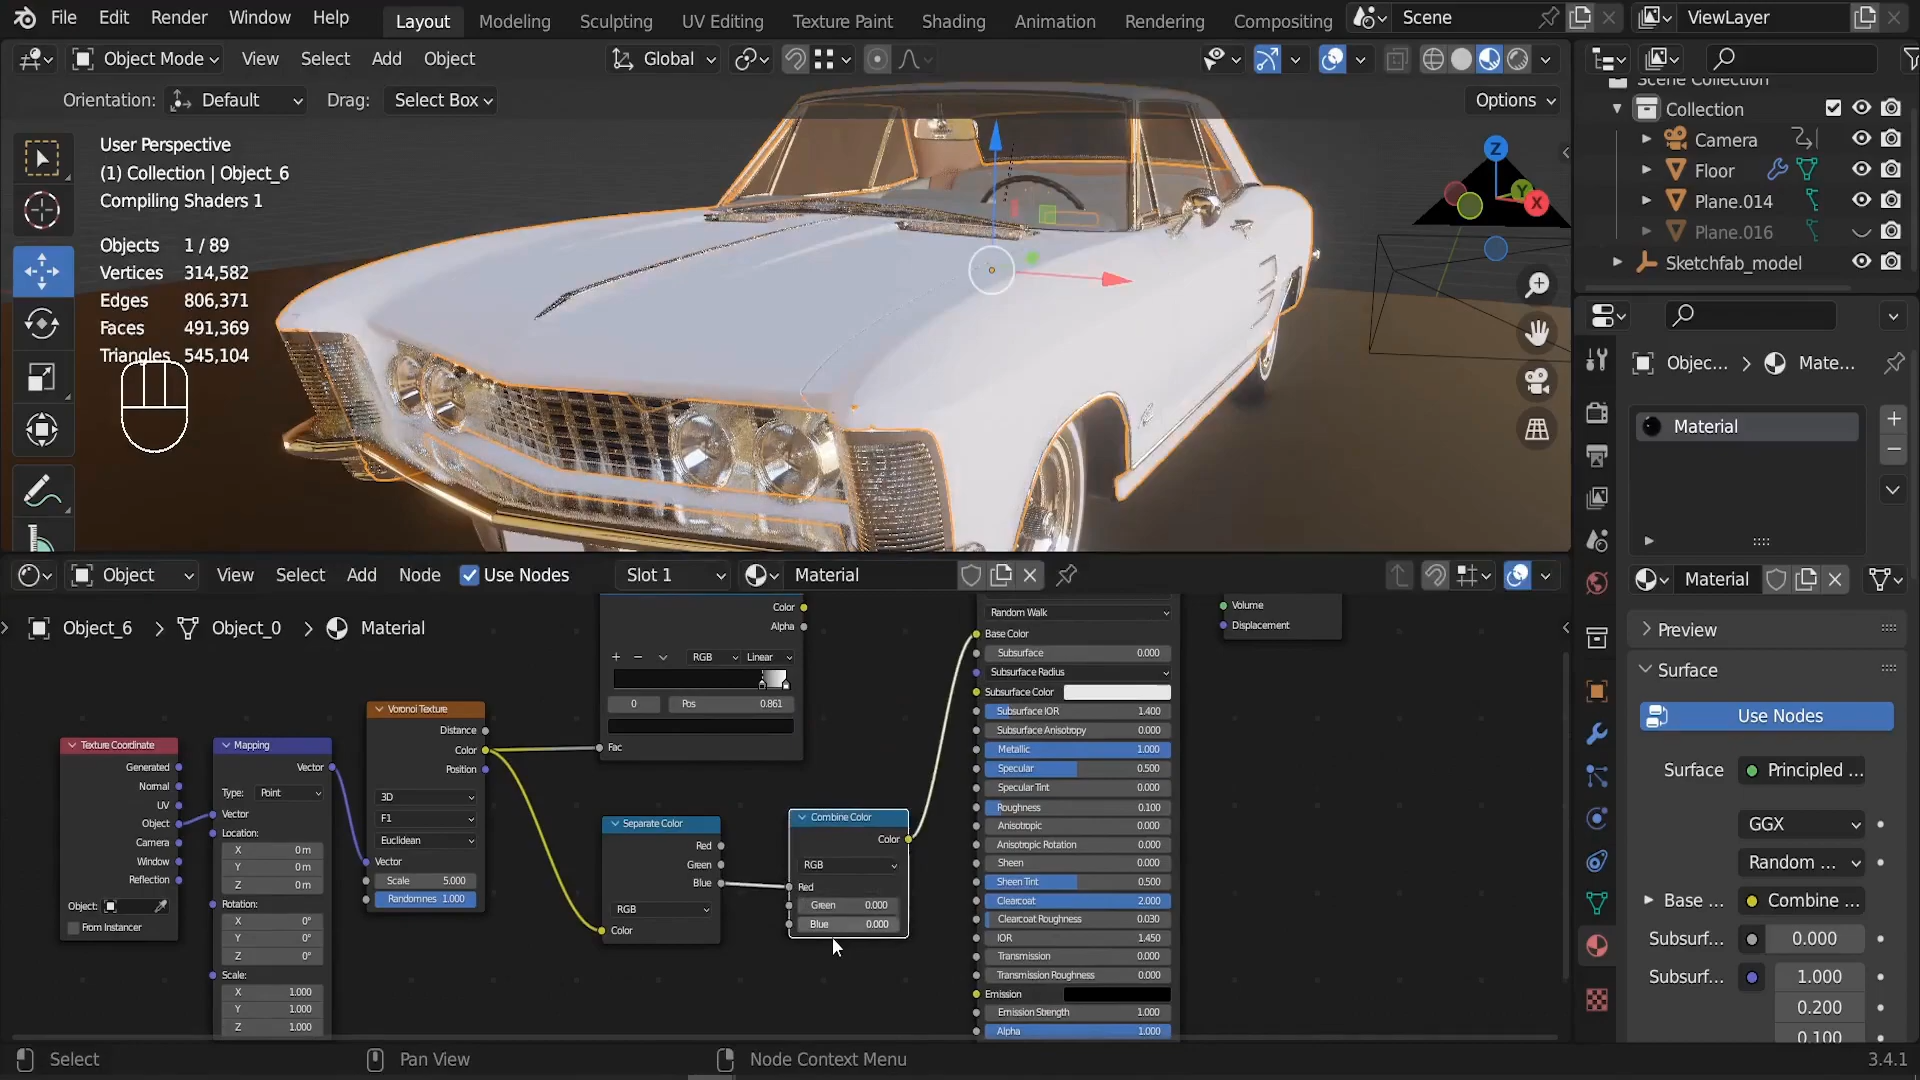 File Edit Render Window Help Layout Modeling Sculpting UV Editing Texture Paint Shading Animation Rendering Compositing Scene ViewLayer
Object Mode View Select Add Object Global
Orientation: Default Drag: Select Box Options
User Perspective
(1) Collection | Object_6
Compiling Shaders 1
Objects 1 / 89
Vertices 314,582
Edges 806,371
Faces 491,369
Triangles 545,104
Z
Y
X
Scene Collection
Collection
Camera
Floor
Plane.014
Plane.016
Sketchfab_model
Objec... > Mate...
Material
Material
Preview
Surface
Use Nodes
Surface Principled ...
GGX
Random ...
Base ... Combine ...
Subsurf... 0.000
Subsurf... 1.000
0.200
0.100
Object View Select Add Node Use Nodes Slot 1 Material
Object_6 > Object_0 > Material
Texture Coordinate
Generated
Normal
UV
Object
Camera
Window
Reflection
Object:
From Instancer
Mapping
Vector
Type: Point
Vector
Location:
X 0 m
Y 0 m
Z 0 m
Rotation:
X 0°
Y 0°
Z 0°
Scale:
X 1.000
Y 1.000
Z 1.000
Voronoi Texture
Distance
Color
Position
3D
F1
Euclidean
Vector
Scale 5.000
Randomnes 1.000
Color
Alpha
+ − RGB Linear
0 Pos 0.861
Fac
Separate Color
Red
Green
Blue
RGB
Color
Combine Color
Color
RGB
Red
Green 0.000
Blue 0.000
Random Walk
Base Color
Subsurface 0.000
Subsurface Radius
Subsurface Color
Subsurface IOR 1.400
Subsurface Anisotropy 0.000
Metallic 1.000
Specular 0.500
Specular Tint 0.000
Roughness 0.100
Anisotropic 0.000
Anisotropic Rotation 0.000
Sheen 0.000
Sheen Tint 0.500
Clearcoat 2.000
Clearcoat Roughness 0.030
IOR 1.450
Transmission 0.000
Transmission Roughness 0.000
Emission
Emission Strength 1.000
Alpha 1.000
Volume
Displacement
Select Pan View Node Context Menu 3.4.1